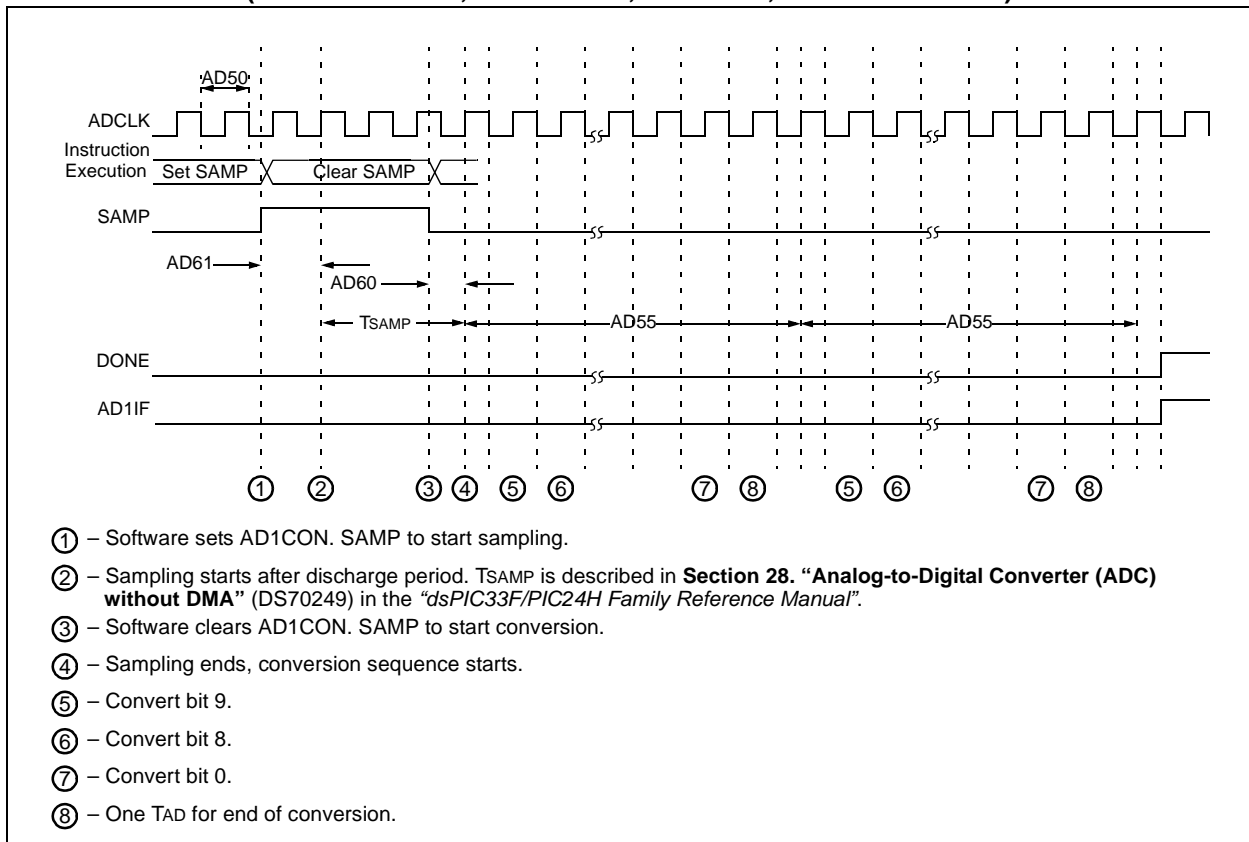 AD50
ADCLK
Instruction
Execution Set SAMP Clear SAMP
SAMP
AD61
AD60
TSAMP AD55 AD55
DONE
AD1IF
1 2 3 4 5 6 7 8 5 6 7 8
1 – Software sets AD1CON. SAMP to start sampling.
2 – Sampling starts after discharge period. TSAMP is described in Section 28. “Analog-to-Digital Converter (ADC)
without DMA” (DS70249) in the “dsPIC33F/PIC24H Family Reference Manual”.
3 – Software clears AD1CON. SAMP to start conversion.
4 – Sampling ends, conversion sequence starts.
5 – Convert bit 9.
6 – Convert bit 8.
7 – Convert bit 0.
8 – One TAD for end of conversion.